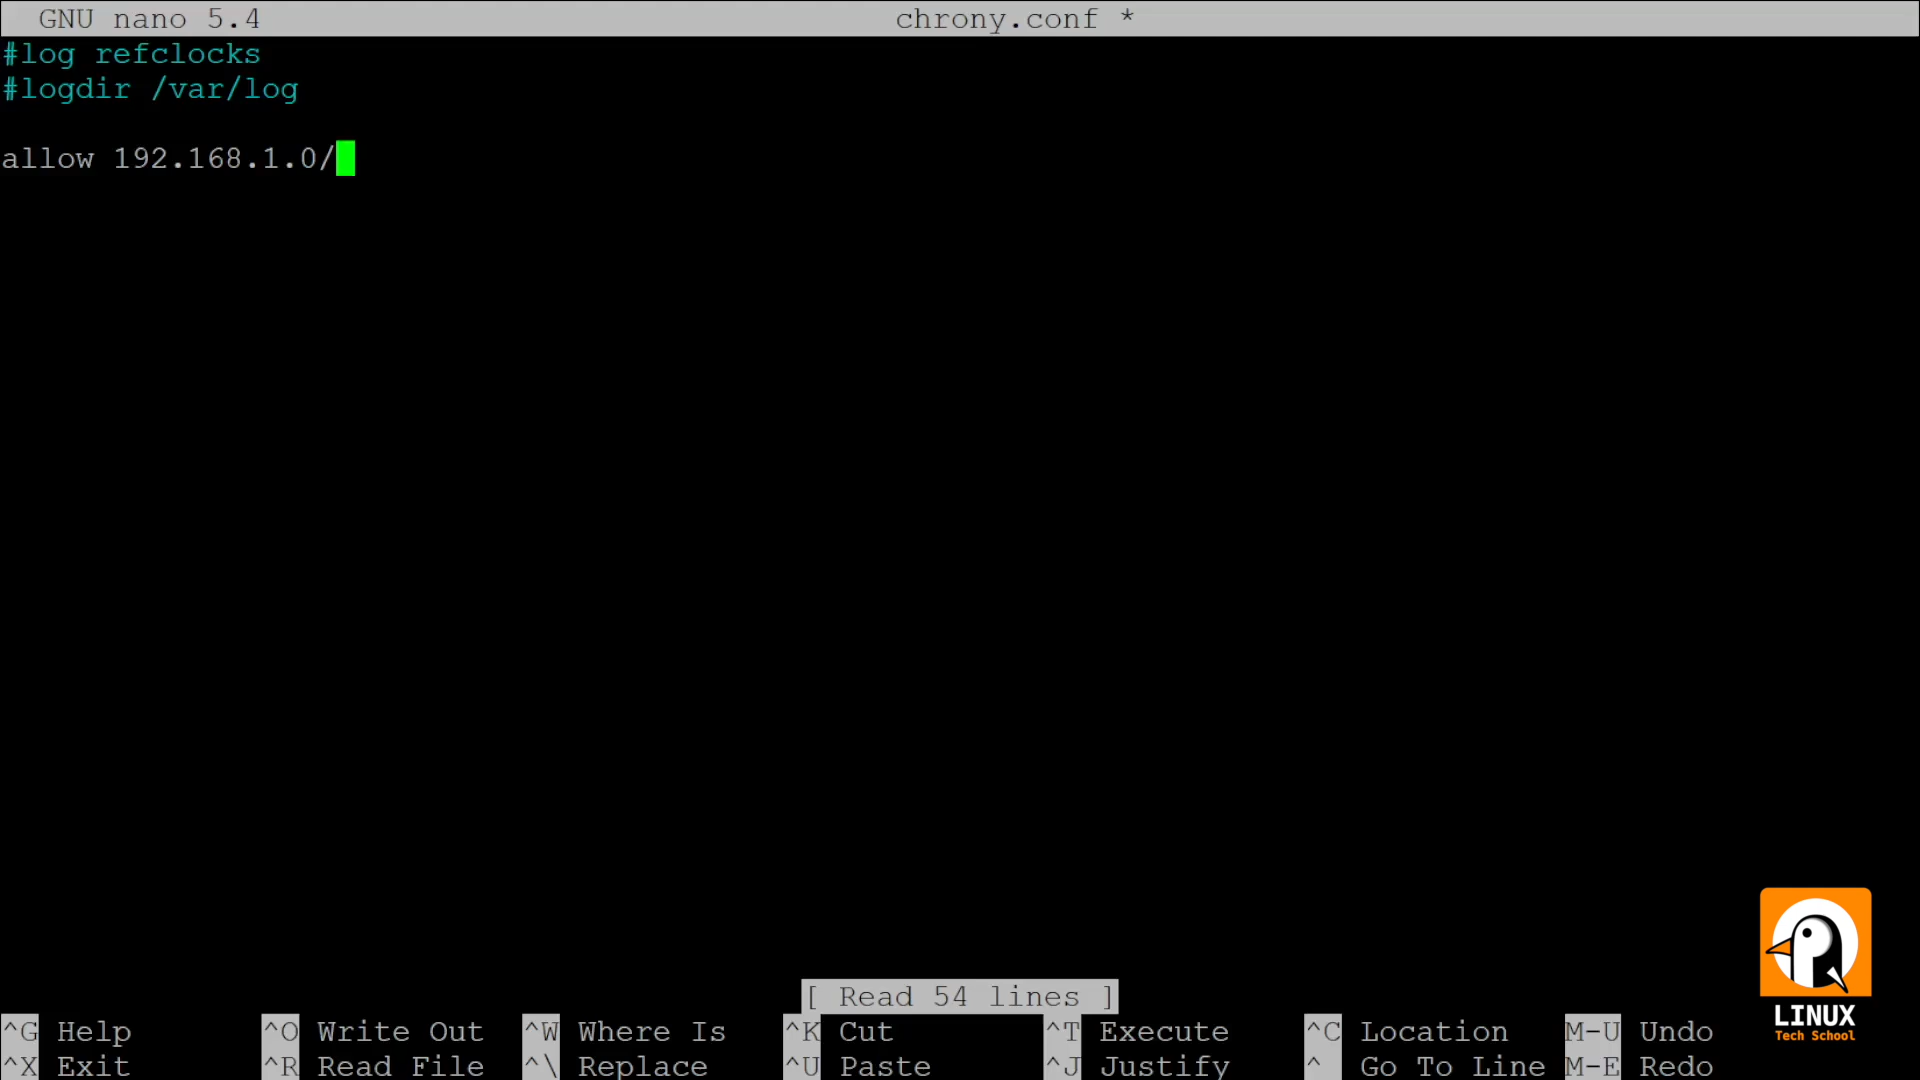 GNU nano 5.4 chrony.conf *
#log refclocks
#logdir /var/log
allow 192.168.1.0/
[ Read 54 lines ]
^G Help ^O Write Out ^W Where Is ^K Cut ^T Execute ^C Location M-U Undo
^X Exit ^R Read File ^\ Replace ^U Paste ^J Justify ^ Go To Line M-E Redo
LINUX
Tech School